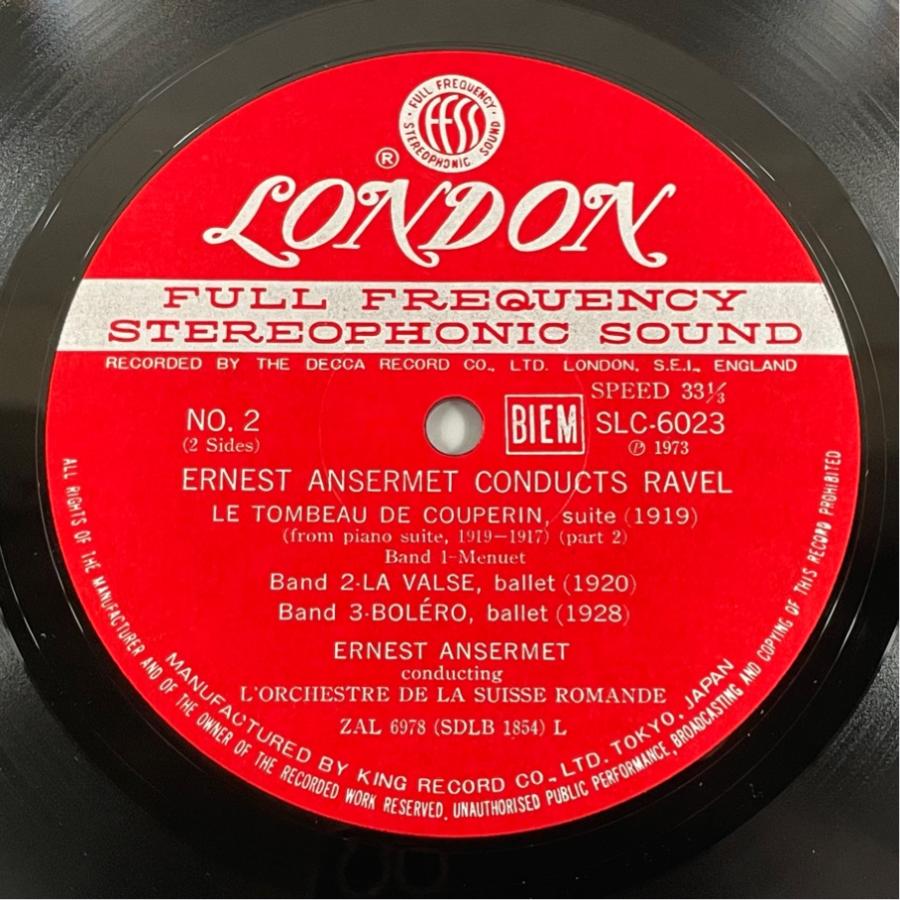 FULL FREQUENCY
FFSS
STEREOPHONIC SOUND
®
LONDON
FULL FREQUENCY
STEREOPHONIC SOUND
RECORDED BY THE DECCA RECORD CO., LTD. LONDON, S.E.I., ENGLAND
SPEED 33⅓
NO. 2
BIEM
SLC-6023
(2 Sides)
Ⓟ 1973
ERNEST ANSERMET CONDUCTS RAVEL
LE TOMBEAU DE COUPERIN, suite (1919)
(from piano suite, 1919-1917) (part 2)
Band 1-Menuet
Band 2-LA VALSE, ballet (1920)
Band 3-BOLÉRO, ballet (1928)
ERNEST ANSERMET
conducting
L'ORCHESTRE DE LA SUISSE ROMANDE
ZAL 6978 (SDLB 1854) L
MANUFACTURED BY KING RECORD CO., LTD. TOKYO, JAPAN
ALL RIGHTS OF THE MANUFACTURER AND OF THE OWNER OF THE RECORDED WORK RESERVED. UNAUTHORISED PUBLIC PERFORMANCE, BROADCASTING AND COPYING OF THIS RECORD PROHIBITED